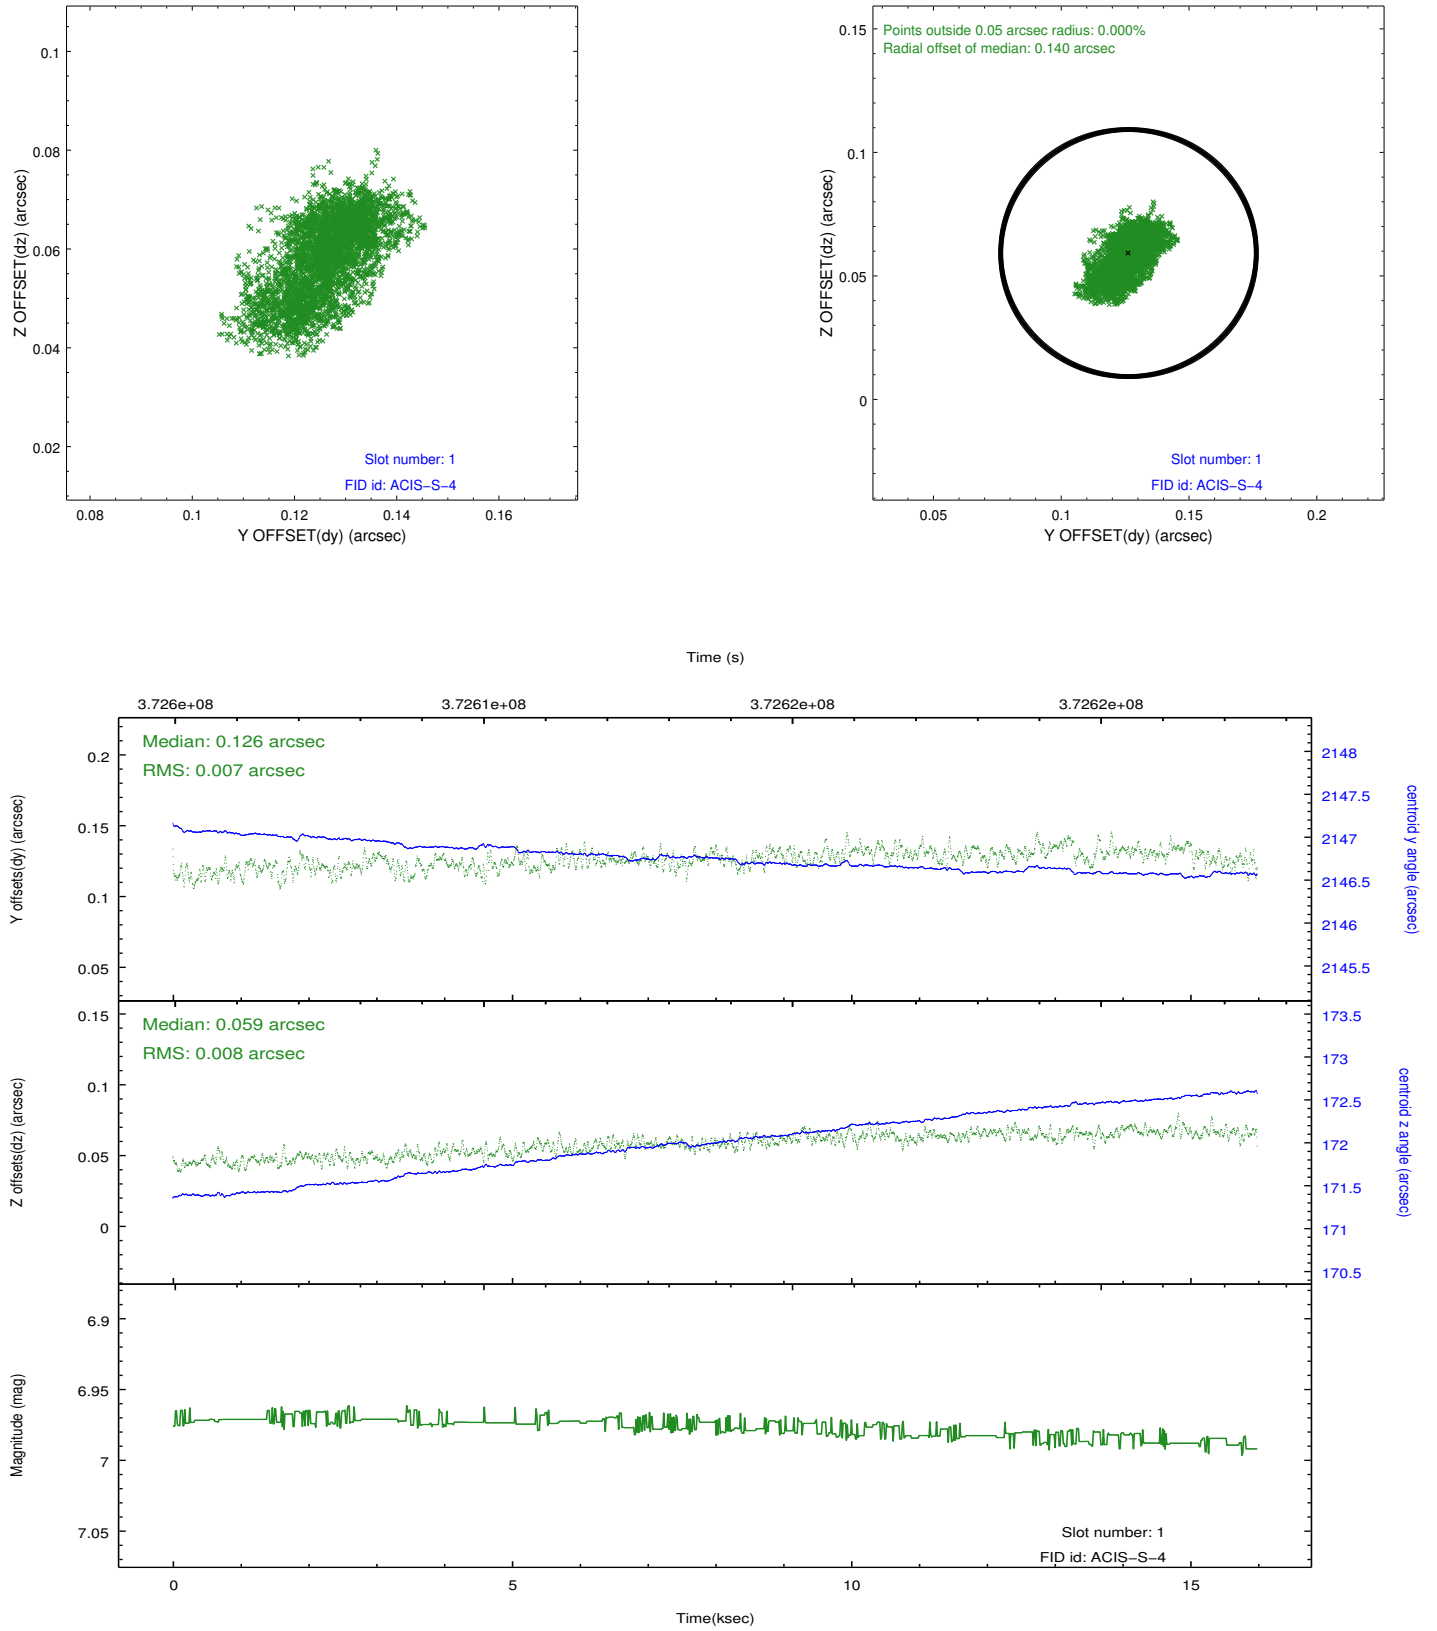 0.1
0.08
0.06
0.04
0.02
Z OFFSET(dz) (arcsec)
Slot number: 1
FID id: ACIS−S−4
0.08
0.1
0.12
0.14
0.16
Y OFFSET(dy) (arcsec)
Points outside 0.05 arcsec radius: 0.000%
Radial offset of median: 0.140 arcsec
0.15
0.1
0.05
0
Z OFFSET(dz) (arcsec)
Slot number: 1
FID id: ACIS−S−4
0.05
0.1
0.15
0.2
Y OFFSET(dy) (arcsec)
Time (s)
3.726e+08
3.7261e+08
3.7262e+08
3.7262e+08
Median: 0.126 arcsec
RMS: 0.007 arcsec
0.2
0.15
0.1
0.05
Y offsets(dy) (arcsec)
2148
2147.5
2147
2146.5
2146
2145.5
centroid y angle (arcsec)
Median: 0.059 arcsec
RMS: 0.008 arcsec
0.15
0.1
0.05
0
Z offsets(dz) (arcsec)
173.5
173
172.5
172
171.5
171
170.5
centroid z angle (arcsec)
6.9
6.95
7
7.05
Magnitude (mag)
Slot number: 1
FID id: ACIS−S−4
0
5
10
15
Time(ksec)